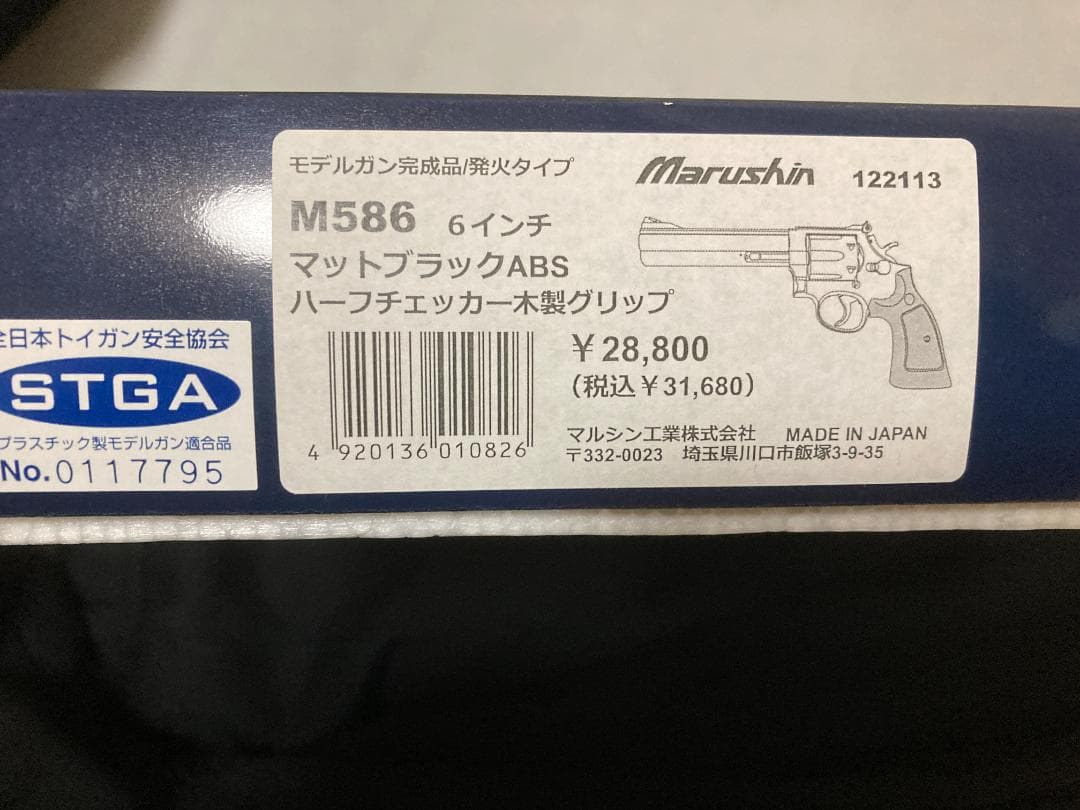 モデルガン完成品/発火タイプ
Marushin 122113
M586 6インチ
マットブラックABS
ハーフチェッカー木製グリップ
¥28,800
(税込¥31,680)
4 920136 010826
マルシン工業株式会社 MADE IN JAPAN
〒332-0023 埼玉県川口市飯塚3-9-35
全日本トイガン安全協会
STGA
プラスチック製モデルガン適合品
No.0117795